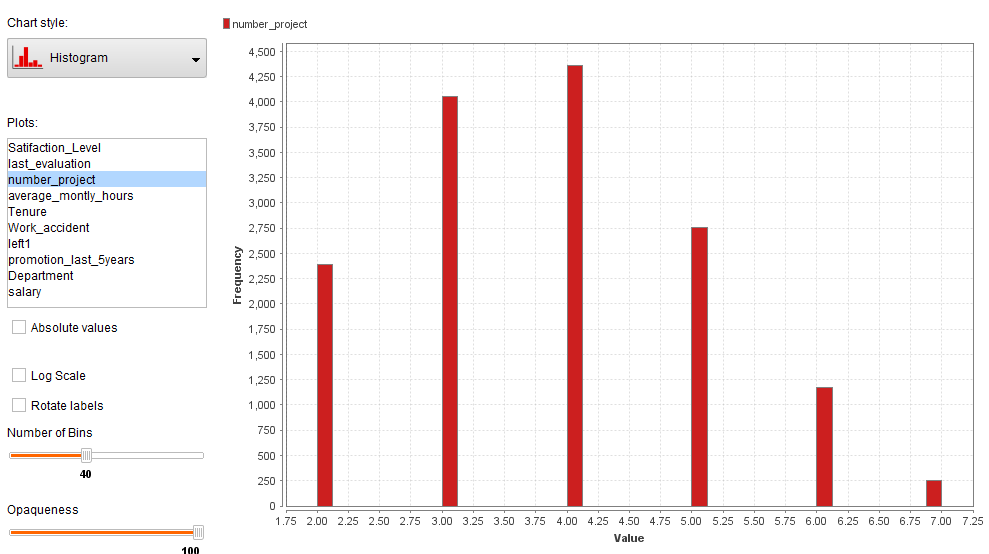 Chart style:
Histogram
Plots:
Satifaction_Level
last_evaluation
number_project
average_montly_hours
Tenure
Work_accident
left1
promotion_last_5years
Department
salary
Absolute values
Log Scale
Rotate labels
Number of Bins
40
Opaqueness
100
number_project
Frequency
4,500
4,250
4,000
3,750
3,500
3,250
3,000
2,750
2,500
2,250
2,000
1,750
1,500
1,250
1,000
750
500
250
0
1.75 2.00 2.25 2.50 2.75 3.00 3.25 3.50 3.75 4.00 4.25 4.50 4.75 5.00 5.25 5.50 5.75 6.00 6.25 6.50 6.75 7.00 7.25
Value